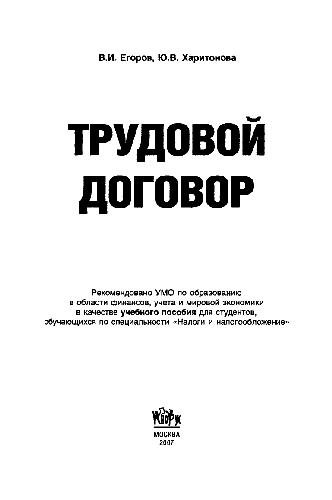 В.И. Егоров, Ю.В. Харитонова
ТРУДОВОЙ
ДОГОВОР
Рекомендовано УМО по образованию
в области финансов, учета и мировой экономики
в качестве учебного пособия для студентов,
обучающихся по специальности «Налоги и налогообложение»
МОСКВА
2007